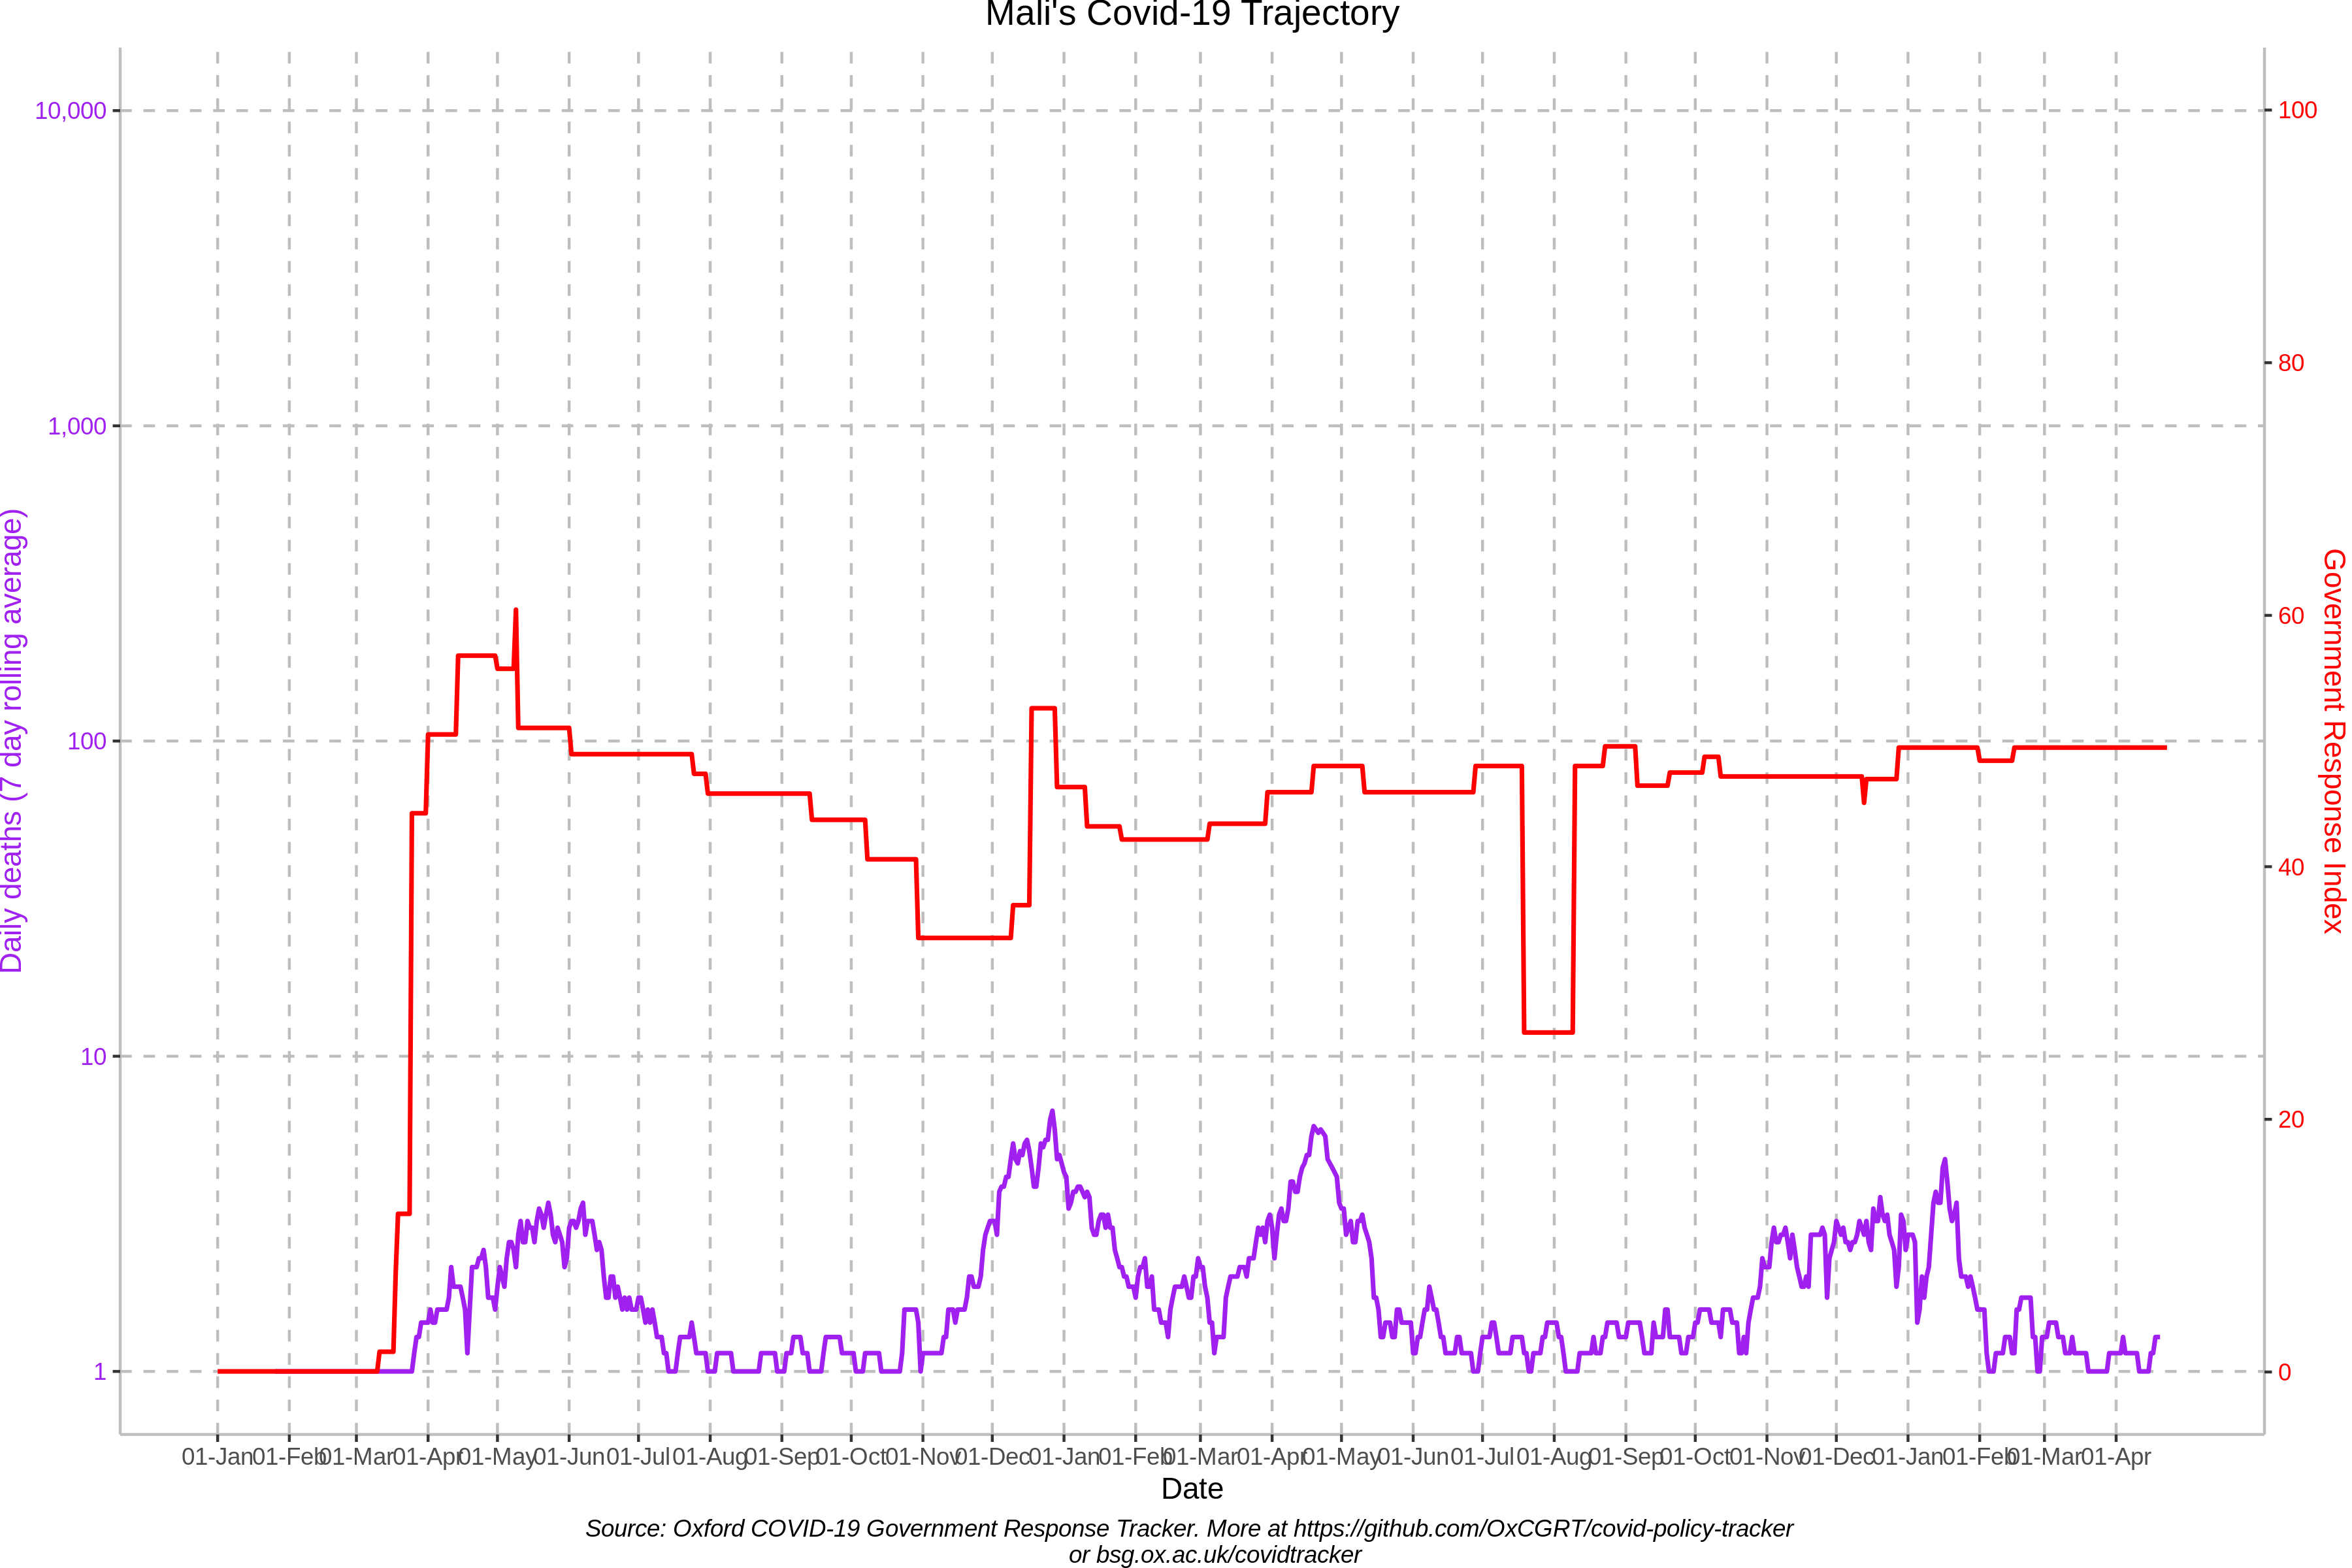 Mali's Covid-19 Trajectory
10,000
1,000
100
10
1
Daily deaths (7 day rolling average)
100
80
60
40
20
0
Government Response Index
01-Jan 01-Feb 01-Mar 01-Apr 01-May 01-Jun 01-Jul 01-Aug 01-Sep 01-Oct 01-Nov 01-Dec 01-Jan 01-Feb 01-Mar 01-Apr 01-May 01-Jun 01-Jul 01-Aug 01-Sep 01-Oct 01-Nov 01-Dec 01-Jan 01-Feb 01-Mar 01-Apr
Date
Source: Oxford COVID-19 Government Response Tracker. More at https://github.com/OxCGRT/covid-policy-tracker
or bsg.ox.ac.uk/covidtracker